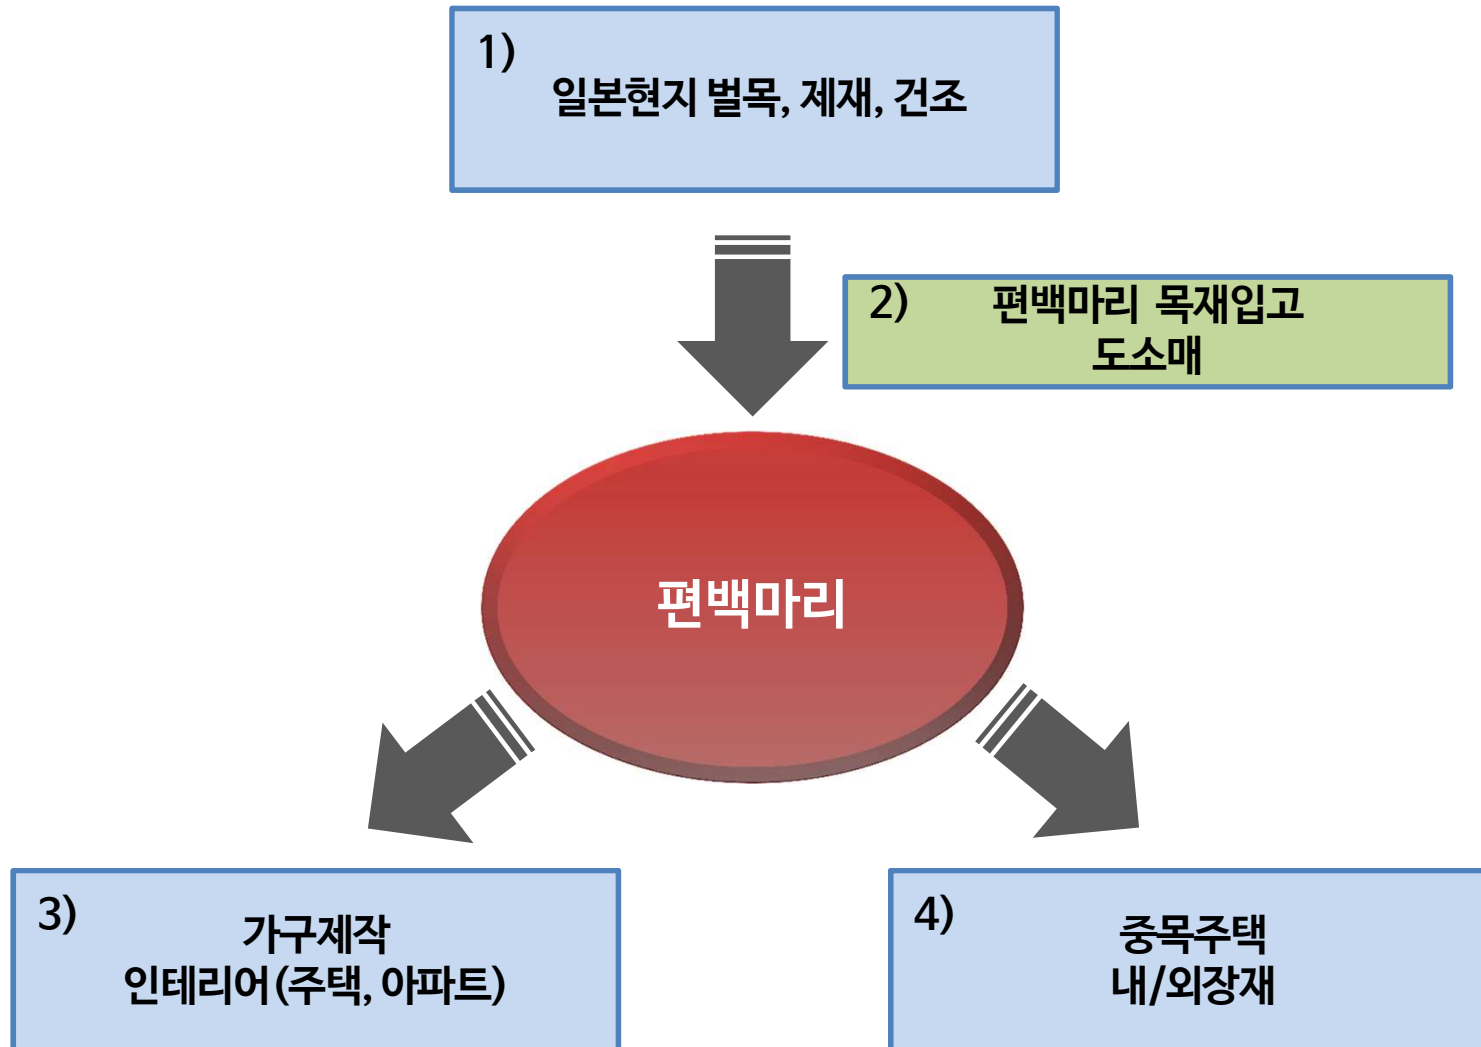 1)
일본현지 벌목, 제재, 건조
2) 편백마리 목재입고
도소매
편백마리
3)
가구제작
인테리어(주택, 아파트)
4)
중목주택
내/외장재